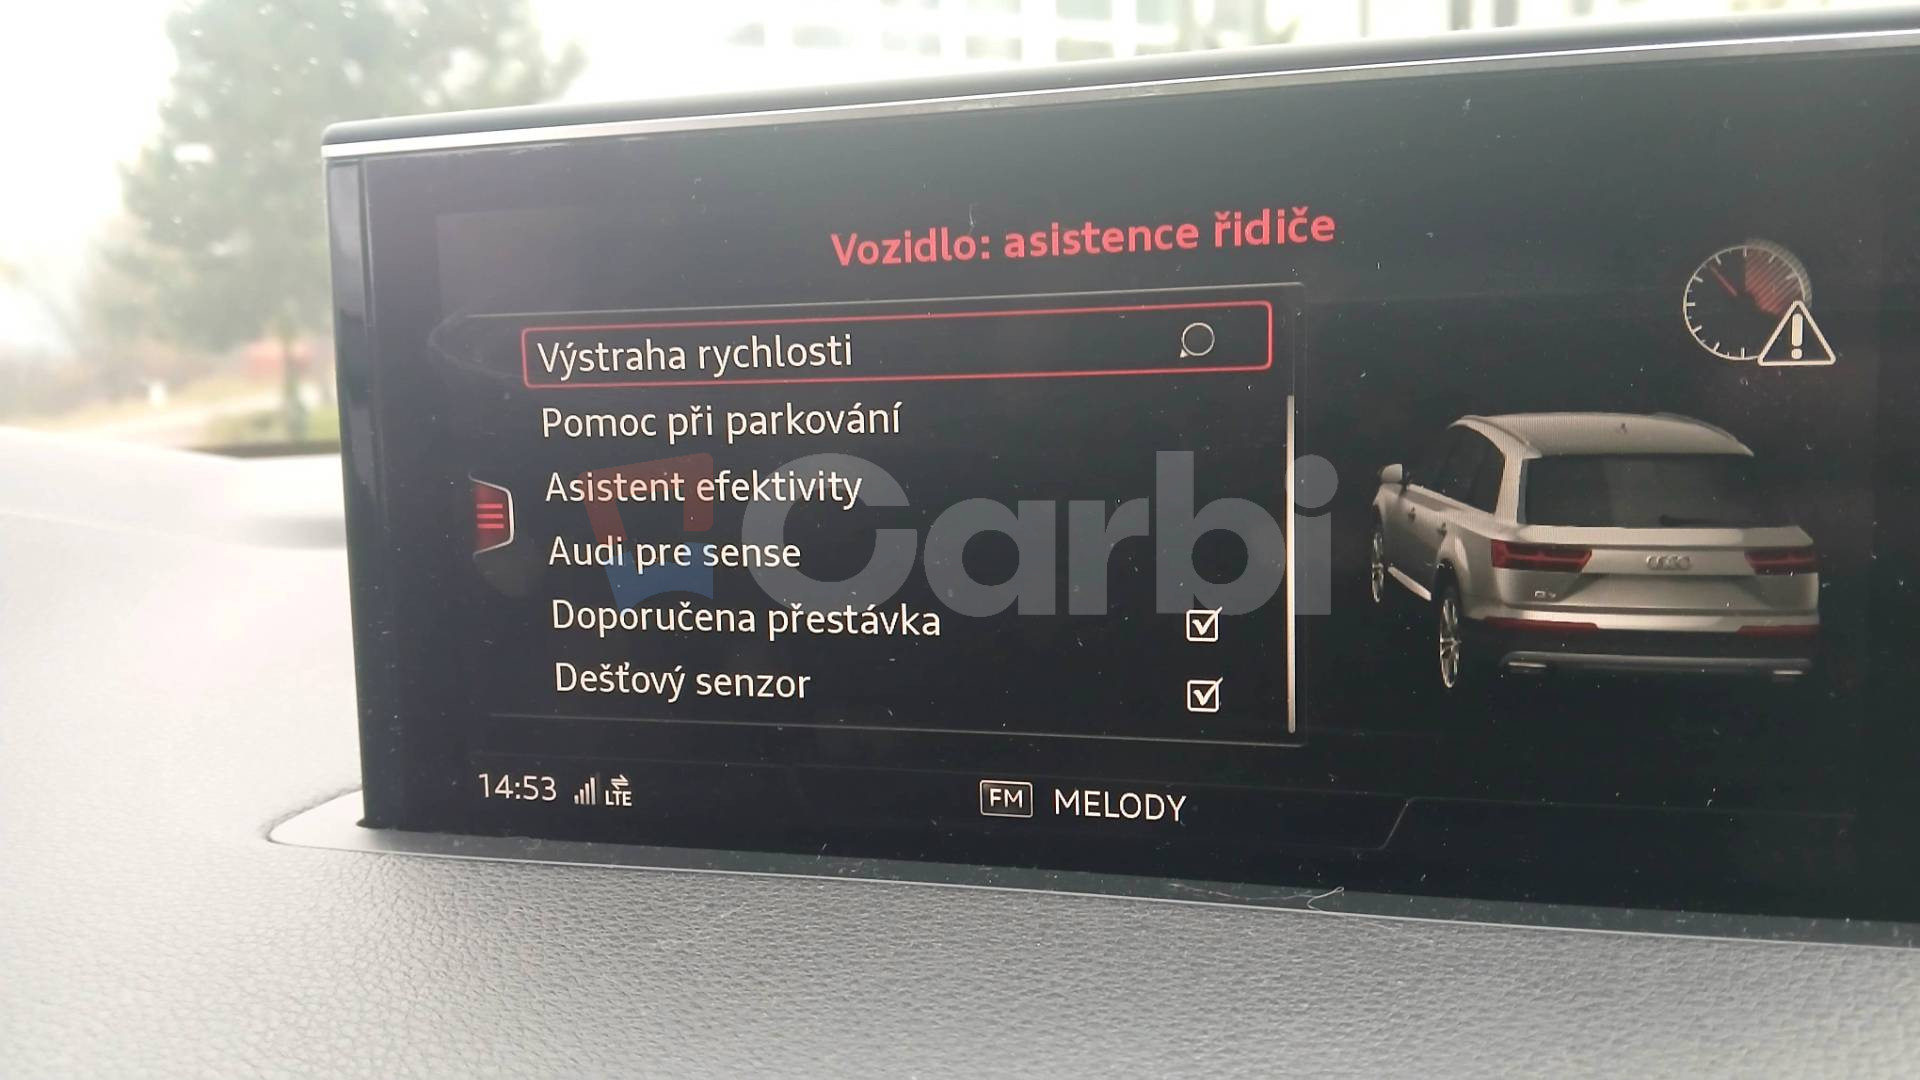 Vozidlo: asistence řidiče
Výstraha rychlosti
Pomoc při parkování
Asistent efektivity
Audi pre sense
Doporučena přestávka
Dešťový senzor
Carbi
14:53 LTE
FM MELODY